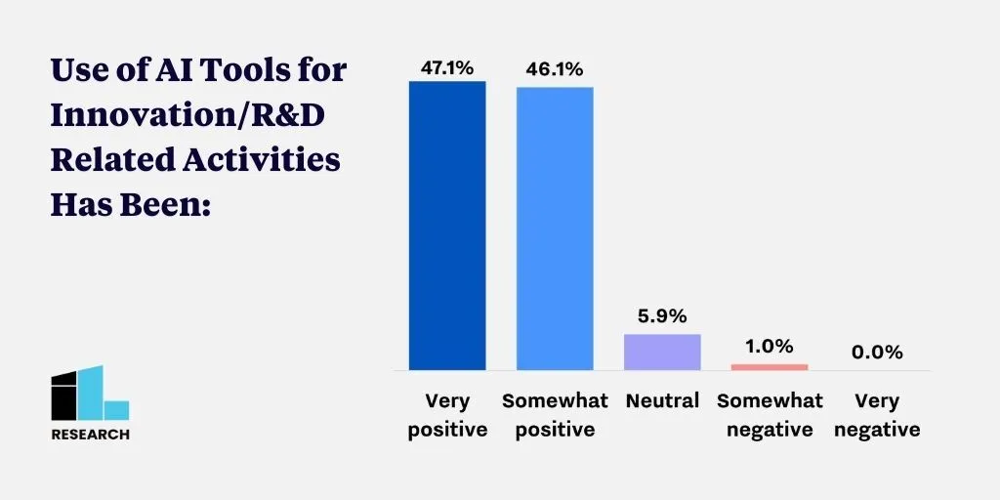 Use of AI Tools for
Innovation/R&D
Related Activities
Has Been:
47.1%
46.1%
5.9%
1.0%
0.0%
Very
positive
Somewhat
positive
Neutral
Somewhat
negative
Very
negative
RESEARCH